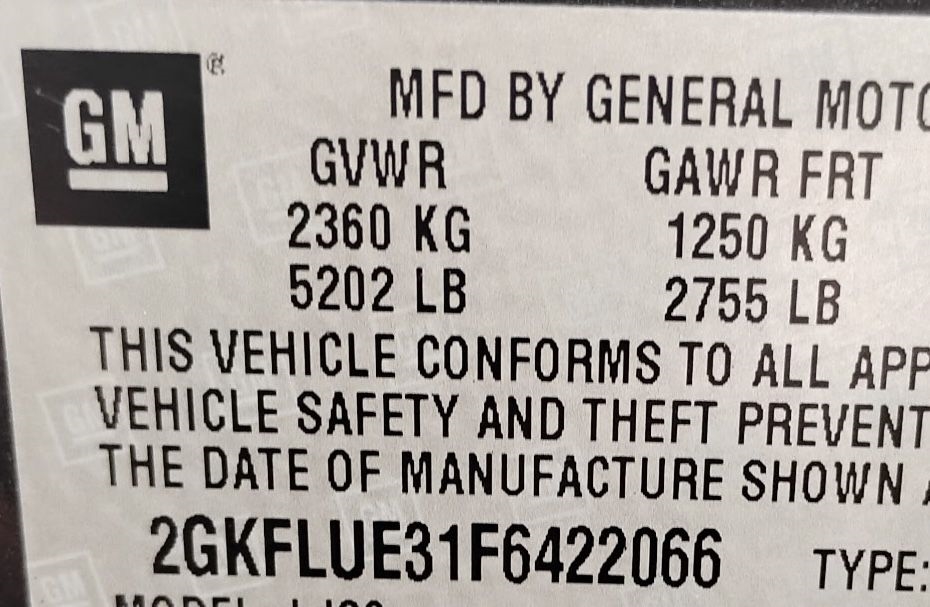 GM®
MFD BY GENERAL
GVWR GAWR FRT
2360 KG 1250 KG
5202 LB 2755 LB
THIS VEHICLE CONFORMS TO ALL APP
VEHICLE SAFETY AND THEFT PREVENT
THE DATE OF MANUFACTURE SHOWN
2GKFLUE31F6422066 TYPE: